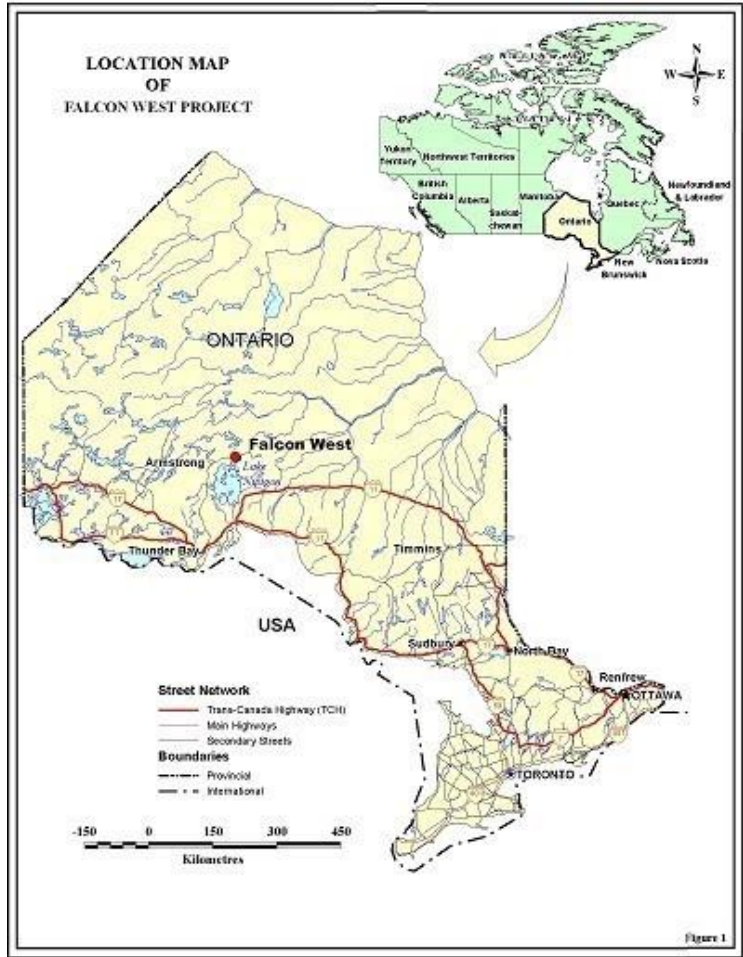 LOCATION MAP
OF
FALCON WEST PROJECT
N
W E
S
Yukon
Territory
Northwest Territories
British
Columbia
Alberta
Saskat-
chewan
Manitoba
Ontario
Quebec
Newfoundland
& Labrador
New
Brunswick
Nova Scotia
ONTARIO
Falcon West
Armstrong
Lake
Nipigon
Thunder Bay
Timmins
USA
Sudbury
North Bay
Renfrew
OTTAWA
TORONTO
Street Network
Trans-Canada Highway (TCH)
Main Highways
Secondary Streets
Boundaries
Provincial
International
-150 0 150 300 450
Kilometres
Figure 1